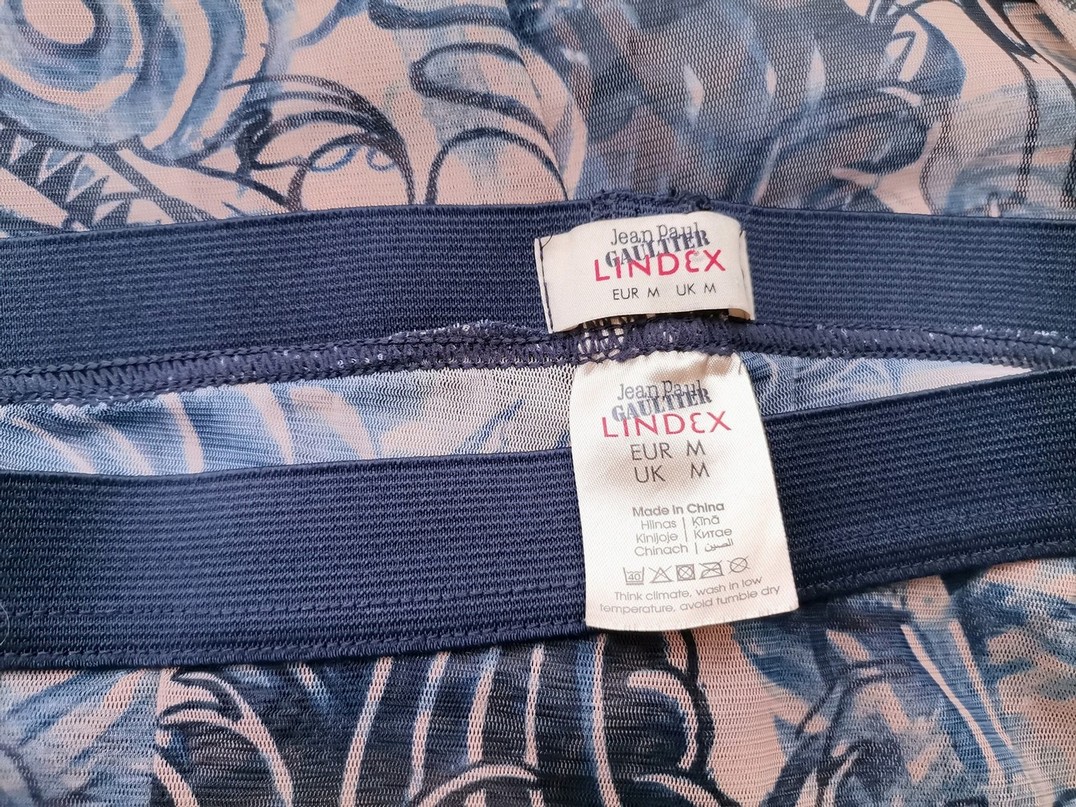 Jean Paul
GAULTIER
LINDEX
EUR M UK M
Jean Paul
GAULTIER
LINDEX
EUR M
UK M
Made in China
Hiinas | Ķīnā
Kinijoje | Китае
Chinach | الصين
40
Think climate, wash in low
temperature, avoid tumble dry